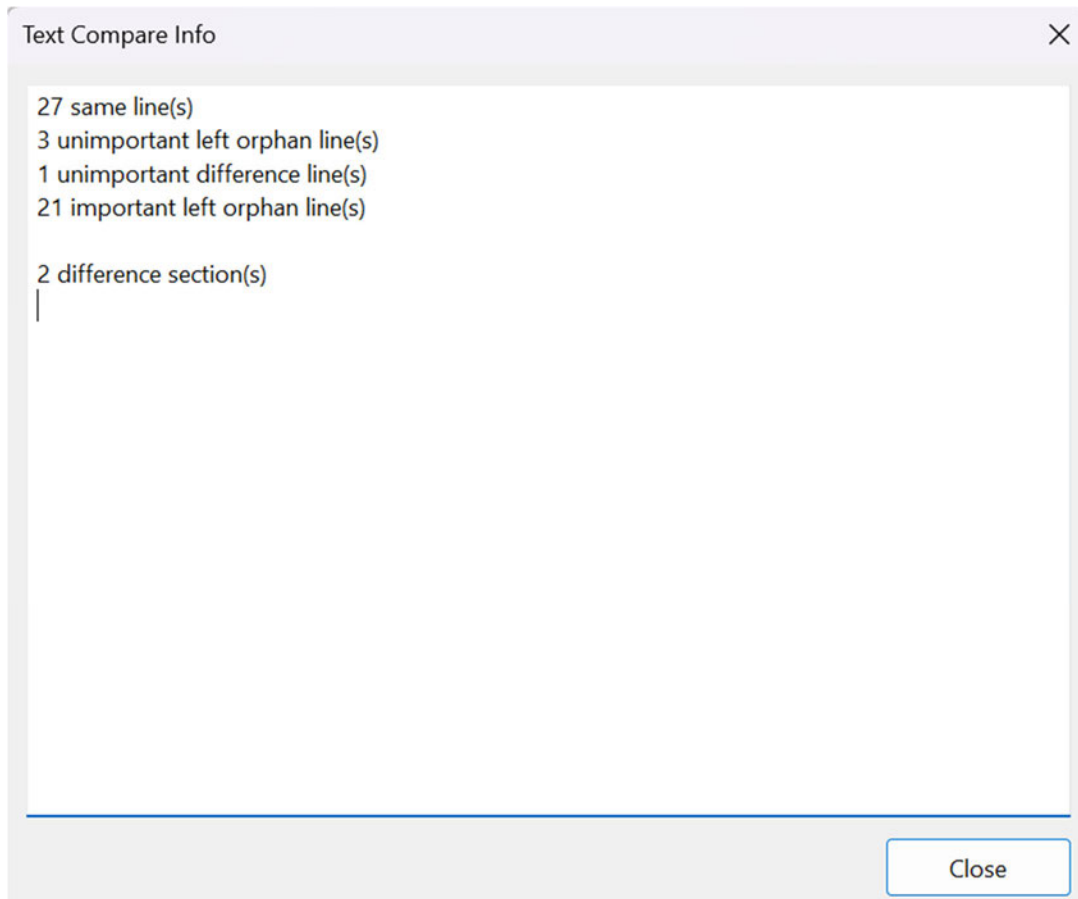 Text Compare Info
27 same line(s)
3 unimportant left orphan line(s)
1 unimportant difference line(s)
21 important left orphan line(s)
2 difference section(s)
Close